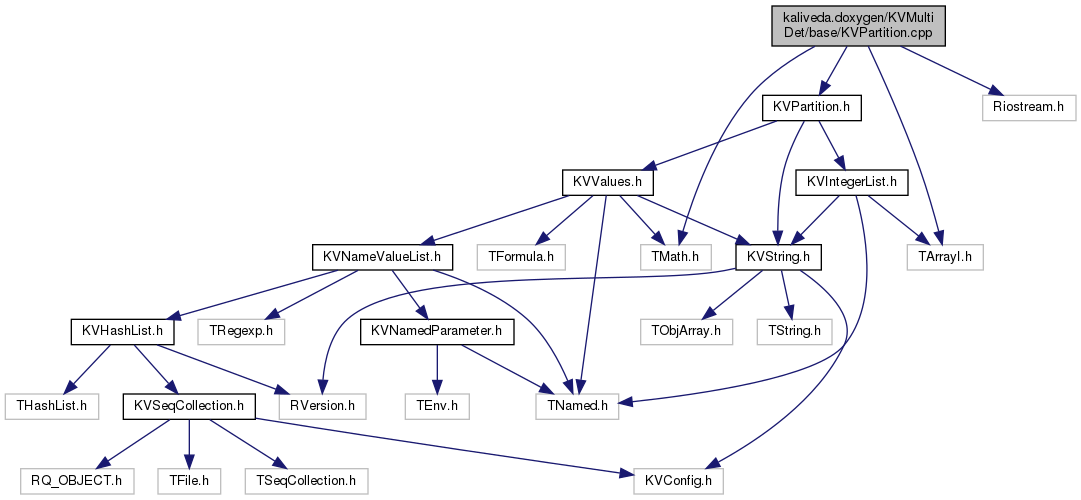 kaliveda.doxygen/KVMulti
Det/base/KVPartition.cpp
KVPartition.h
Riostream.h
KVValues.h
KVIntegerList.h
KVNameValueList.h
TFormula.h
TMath.h
KVString.h
TArrayI.h
KVHashList.h
TRegexp.h
KVNamedParameter.h
TObjArray.h
TString.h
THashList.h
KVSeqCollection.h
RVersion.h
TEnv.h
TNamed.h
RQ_OBJECT.h
TFile.h
TSeqCollection.h
KVConfig.h